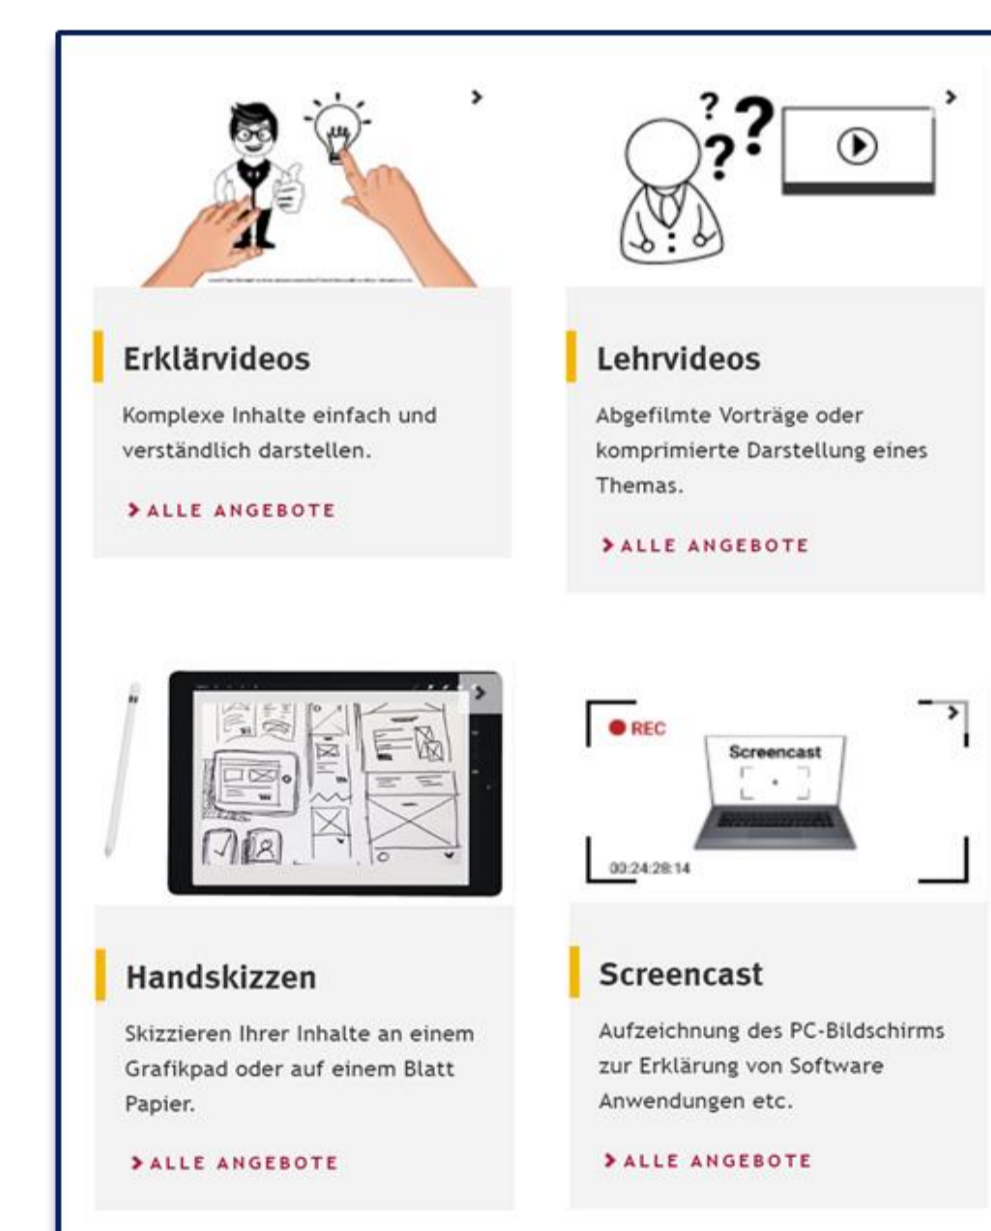 Erklärvideos
Komplexe Inhalte einfach und
verständlich darstellen.
ALLE ANGEBOTE
? ? ?
Lehrvideos
Abgefilmte Vorträge oder
komprimierte Darstellung eines
Themas.
ALLE ANGEBOTE
Handskizzen
Skizzieren Ihrer Inhalte an einem
Grafikpad oder auf einem Blatt
Papier.
ALLE ANGEBOTE
REC
Screencast
00:24:28:14
Screencast
Aufzeichnung des PC-Bildschirms
zur Erklärung von Software
Anwendungen etc.
ALLE ANGEBOTE